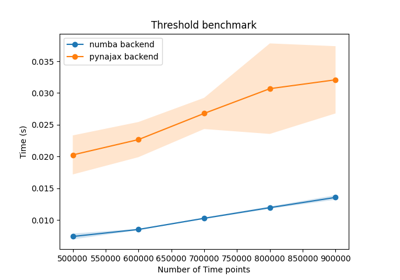 Threshold benchmark
numba backend
pynajax backend
Time (s)
0.035
0.030
0.025
0.020
0.015
0.010
500000 550000 600000 650000 700000 750000 800000 850000 900000
Number of Time points